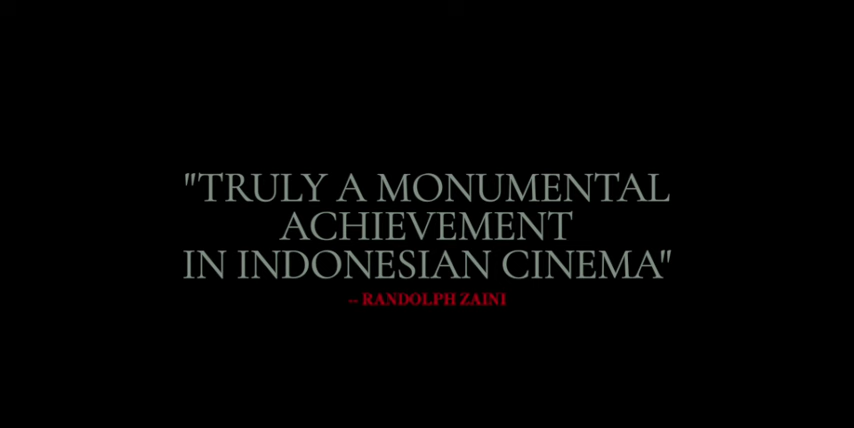 "TRULY A MONUMENTAL
ACHIEVEMENT
IN INDONESIAN CINEMA"
-- RANDOLPH ZAINI